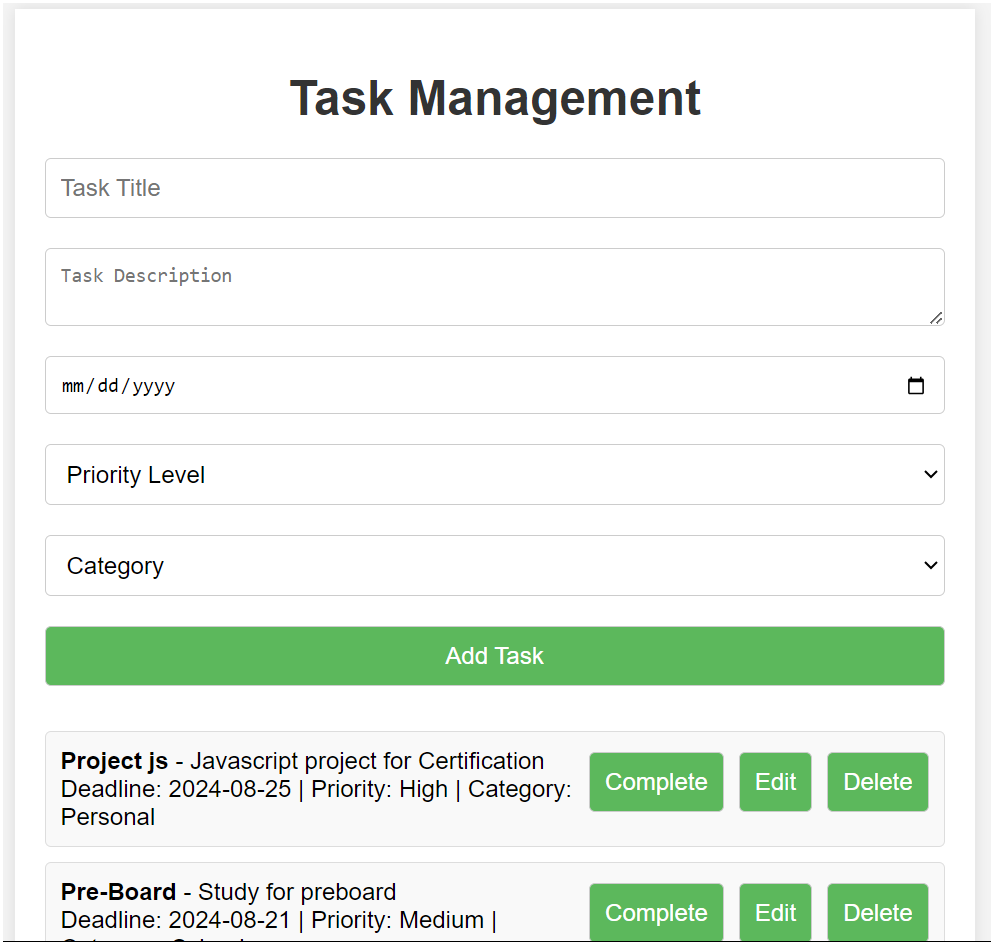 Task Management
Task Title
Task Description
mm/dd/yyyy
Priority Level
Category
Add Task
Project js - Javascript project for Certification
Deadline: 2024-08-25 | Priority: High | Category:
Personal
Complete Edit Delete
Pre-Board - Study for preboard
Deadline: 2024-08-21 | Priority: Medium |
Complete Edit Delete